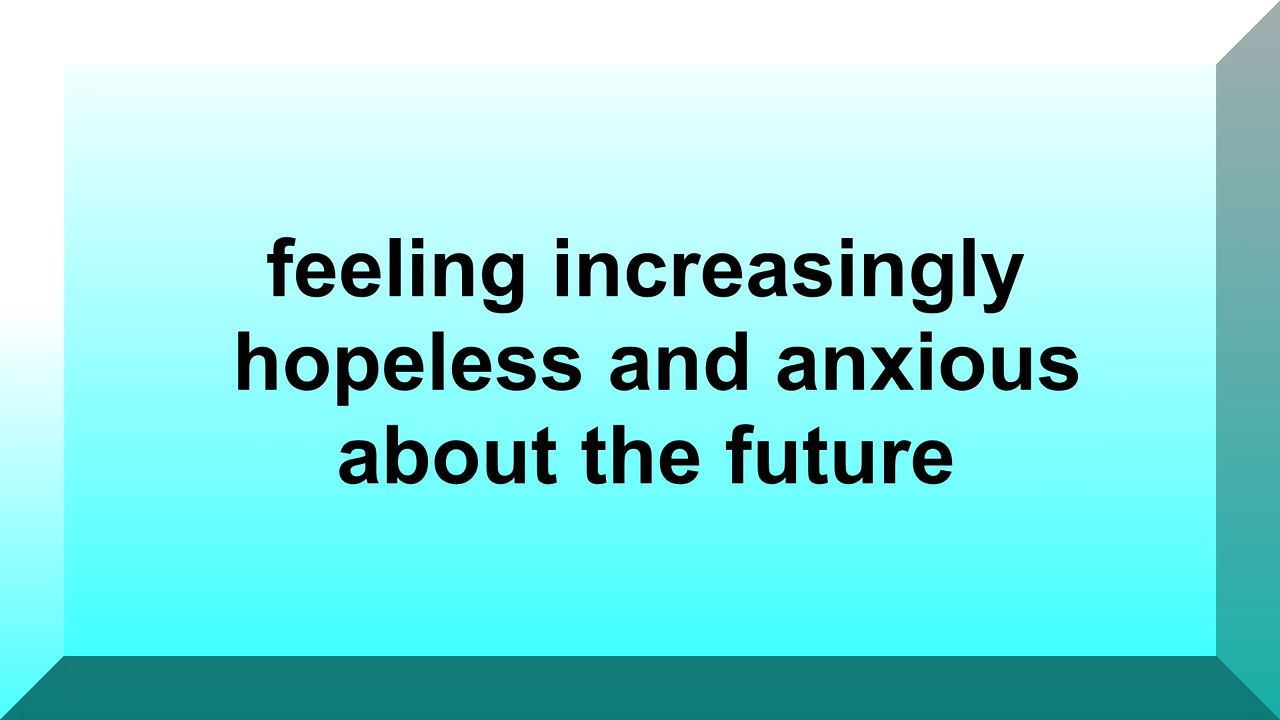 feeling increasingly
hopeless and anxious
about the future